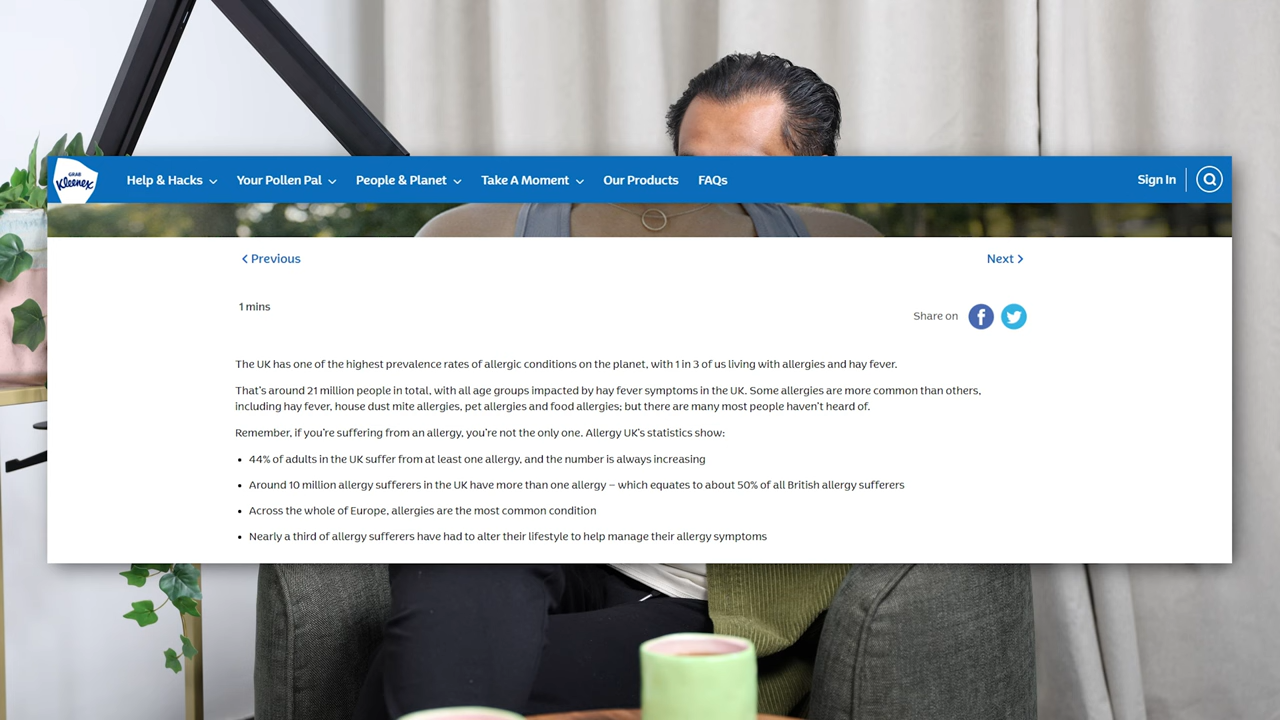 GRAB
Kleenex
Help & Hacks
Your Pollen Pal
People & Planet
Take A Moment
Our Products
FAQs
Sign In
Previous
Next
1 mins
Share on
The UK has one of the highest prevalence rates of allergic conditions on the planet, with 1 in 3 of us living with allergies and hay fever.
That's around 21 million people in total, with all age groups impacted by hay fever symptoms in the UK. Some allergies are more common than others,
including hay fever, house dust mite allergies, pet allergies and food allergies; but there are many most people haven't heard of.
Remember, if you're suffering from an allergy, you're not the only one. Allergy UK's statistics show:
• 44% of adults in the UK suffer from at least one allergy, and the number is always increasing
• Around 10 million allergy sufferers in the UK have more than one allergy – which equates to about 50% of all British allergy sufferers
• Across the whole of Europe, allergies are the most common condition
• Nearly a third of allergy sufferers have had to alter their lifestyle to help manage their allergy symptoms